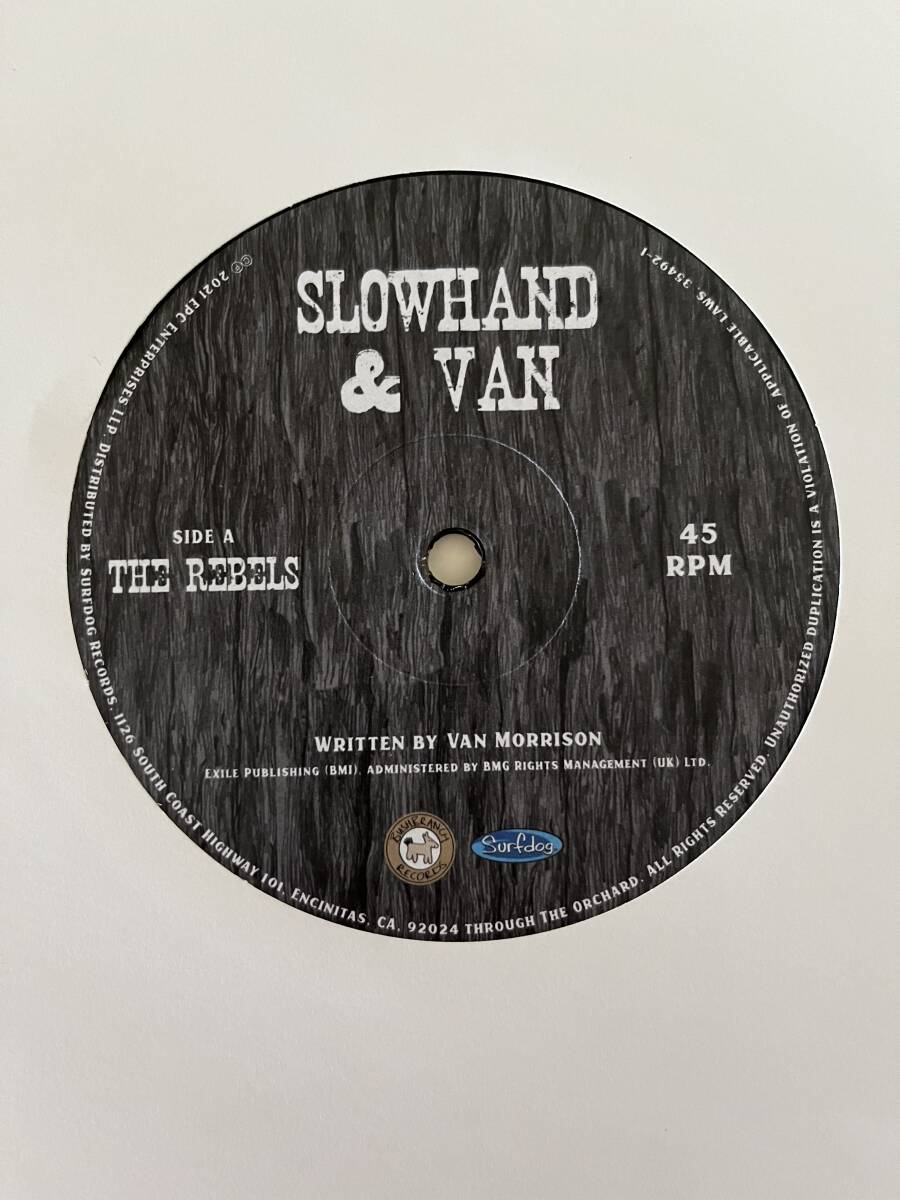 SLOWHAND
& VAN
SIDE A
THE REBELS
45
RPM
WRITTEN BY VAN MORRISON
EXILE PUBLISHING (BMI), ADMINISTERED BY BMG RIGHTS MANAGEMENT (UK) LTD.
BUSHBRANCH
RECORDS
Surfdog
©℗ 2021 EPC ENTERPRISES LLP. DISTRIBUTED BY SURFDOG RECORDS, 1126 SOUTH COAST HIGHWAY 101, ENCINITAS, CA, 92024 THROUGH THE ORCHARD. ALL RIGHTS RESERVED. UNAUTHORIZED DUPLICATION IS A VIOLATION OF APPLICABLE LAWS. 35492-1